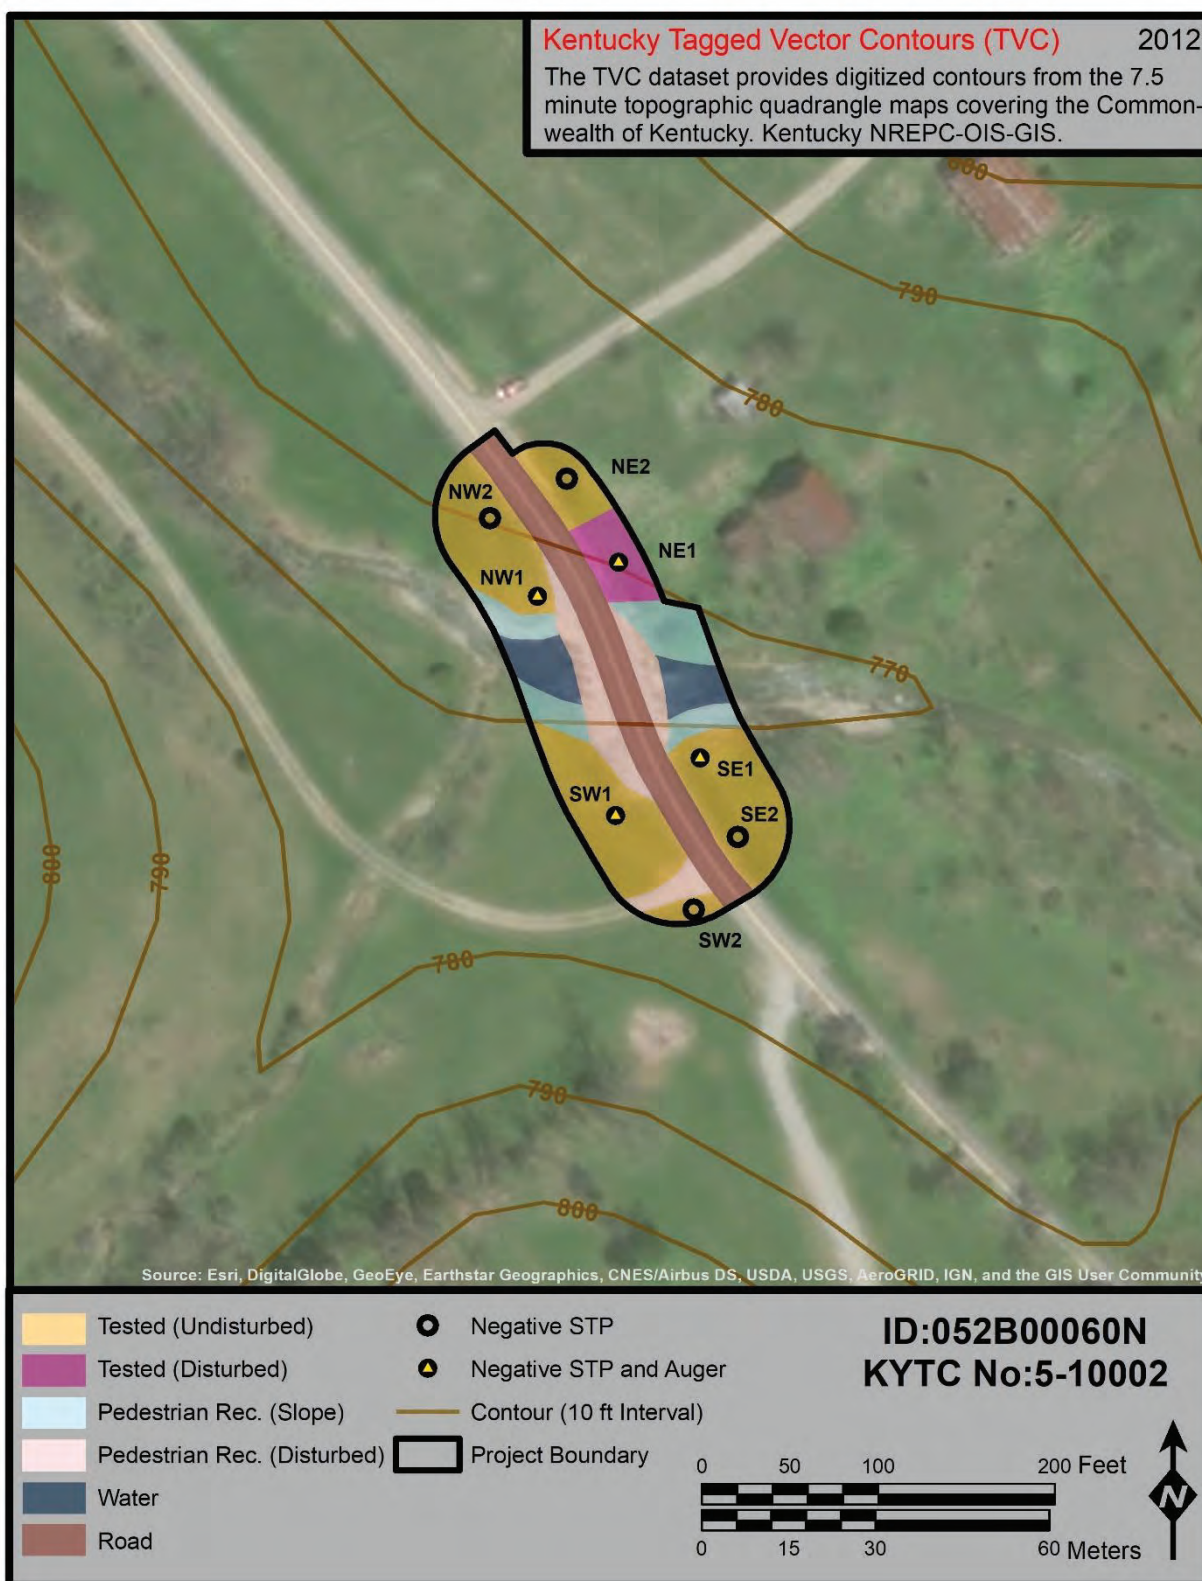 Kentucky Tagged Vector Contours (TVC) 2012
The TVC dataset provides digitized contours from the 7.5
minute topographic quadrangle maps covering the Common-
wealth of Kentucky. Kentucky NREPC-OIS-GIS.
800
790
780
NE2
NW2
NE1
NW1
770
SE1
SW1
SE2
800
790
SW2
780
790
800
Source: Esri, DigitalGlobe, GeoEye, Earthstar Geographics, CNES/Airbus DS, USDA, USGS, AeroGRID, IGN, and the GIS User Community
Tested (Undisturbed)
Tested (Disturbed)
Pedestrian Rec. (Slope)
Pedestrian Rec. (Disturbed)
Water
Road
Negative STP
Negative STP and Auger
Contour (10 ft Interval)
Project Boundary
ID:052B00060N
KYTC No:5-10002
0 50 100 200 Feet
0 15 30 60 Meters
N